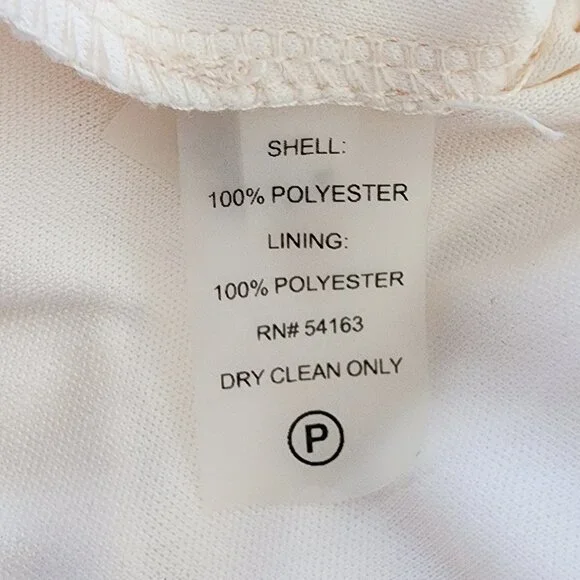 SHELL:
100% POLYESTER
LINING:
100% POLYESTER
RN# 54163
DRY CLEAN ONLY
P